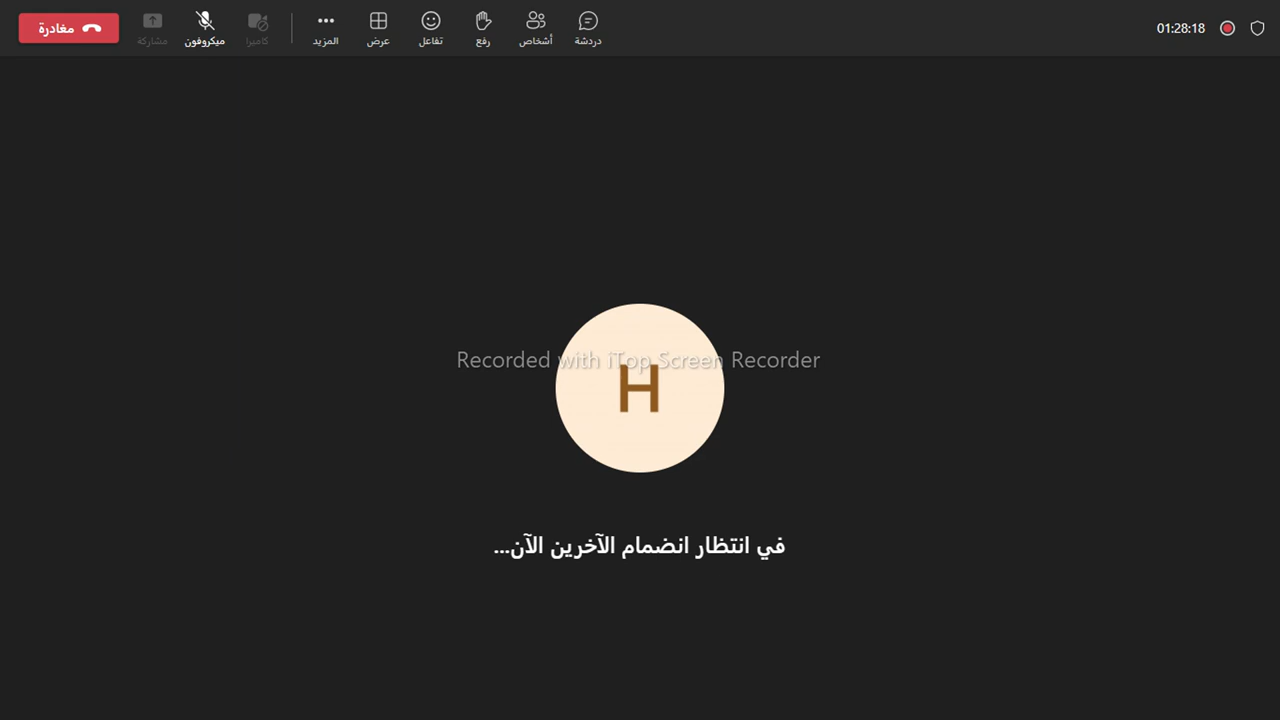 مغادرة
مشاركة
ميكروفون
كاميرا
المزيد
عرض
تفاعل
رفع
أشخاص
دردشة
01:28:18
Recorded with iTop Screen Recorder
H
في انتظار انضمام الآخرين الآن...